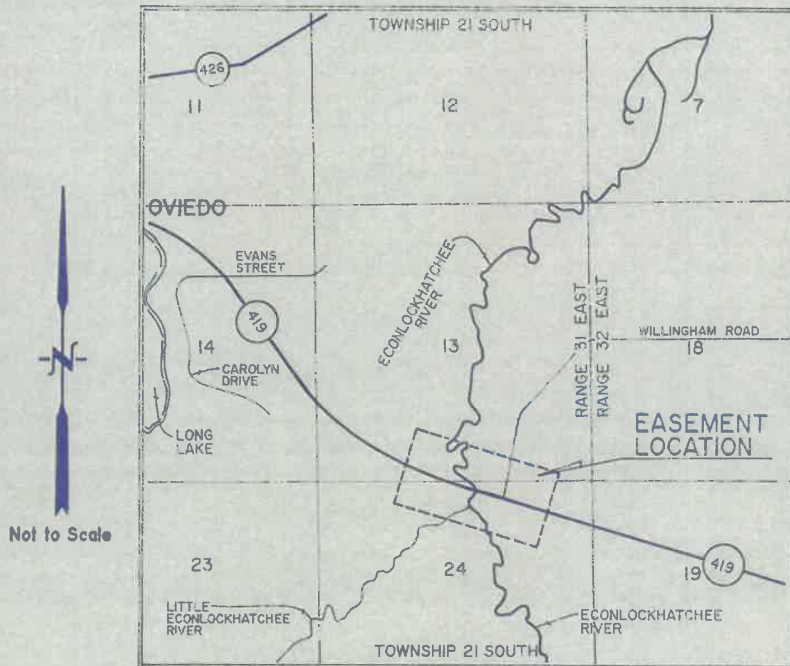 TOWNSHIP 21 SOUTH
426
11
12
7
OVIEDO
EVANS
STREET
ECONLOCKHATCHEE
RIVER
419
14
13
RANGE 31 EAST
RANGE 32 EAST
WILLINGHAM ROAD
18
CAROLYN
DRIVE
EASEMENT
LOCATION
LONG
LAKE
N
Not to Scale
23
24
19
419
LITTLE
ECONLOCKHATCHEE
RIVER
ECONLOCKHATCHEE
RIVER
TOWNSHIP 21 SOUTH